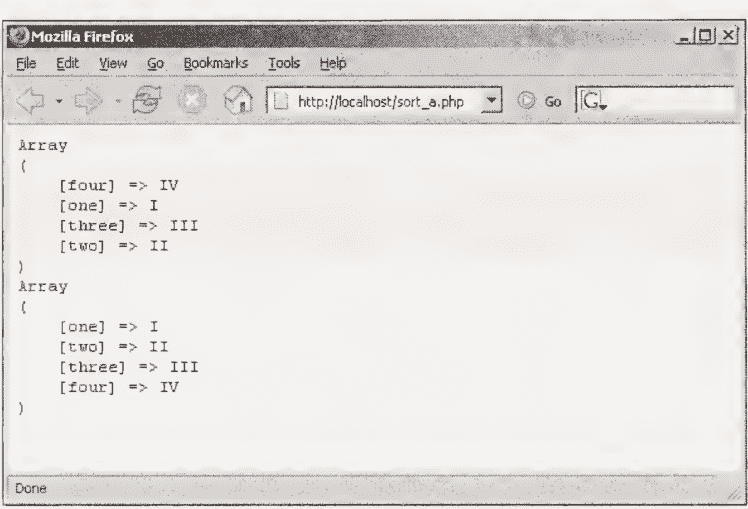 Mozilla Firefox
File Edit View Go Bookmarks Tools Help
http://localhost/sort_a.php Go G
Array
(
    [four] => IV
    [one] => I
    [three] => III
    [two] => II
)
Array
(
    [one] => I
    [two] => II
    [three] => III
    [four] => IV
)
Done